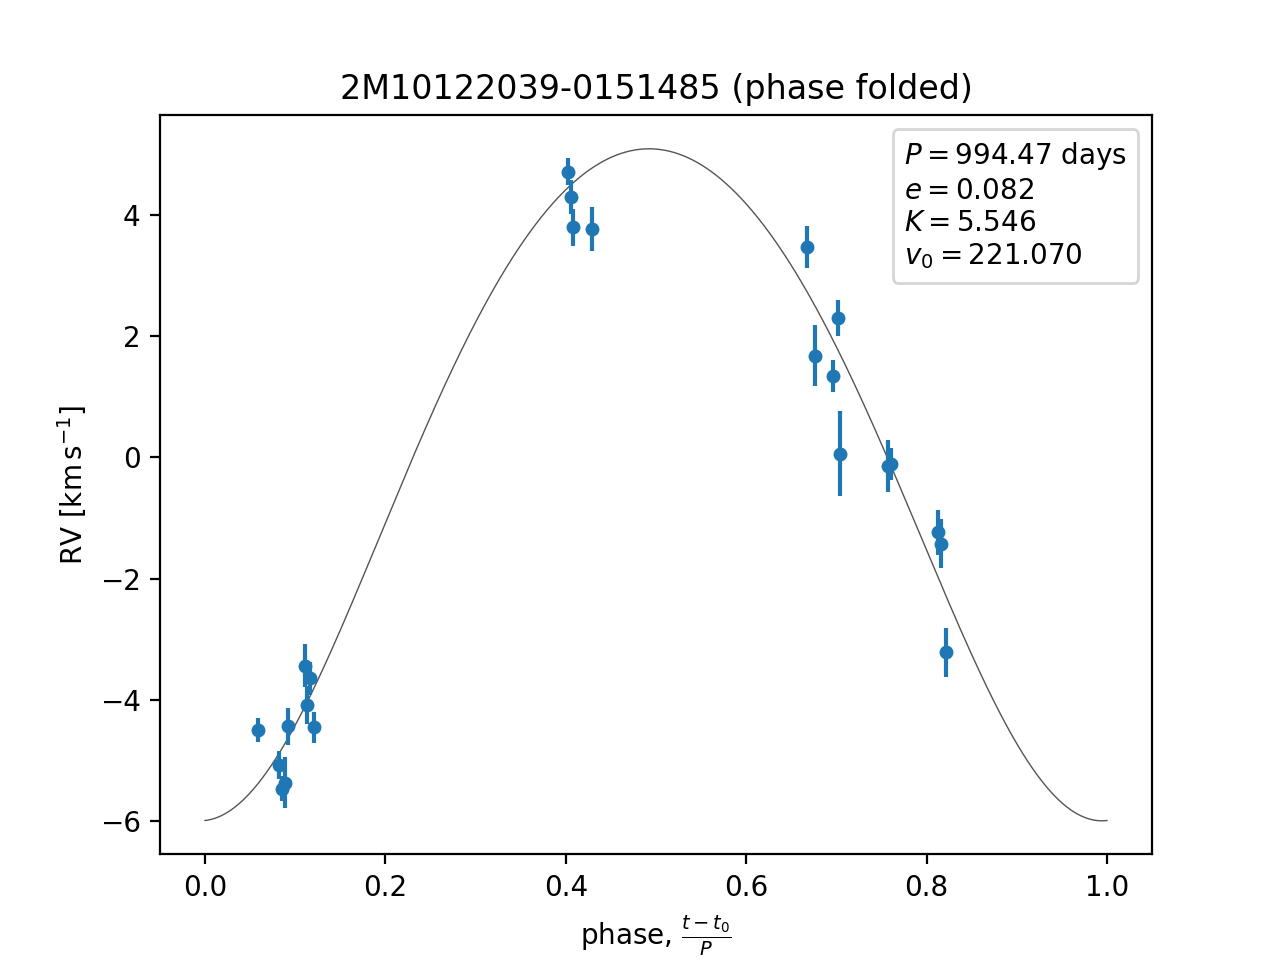 2M10122039-0151485 (phase folded)
P = 994.47 days
e = 0.082
K = 5.546
v₀ = 221.070
RV [km s⁻¹]
4
2
0
−2
−4
−6
0.0 0.2 0.4 0.6 0.8 1.0
phase, (t − t₀)/P